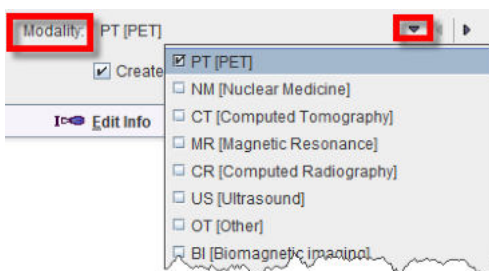 Modality: PT [PET]
Create
PT [PET]
NM [Nuclear Medicine]
Edit Info
CT [Computed Tomography]
MR [Magnetic Resonance]
CR [Computed Radiography]
US [Ultrasound]
OT [Other]
BI [Biomagnetic imaging]